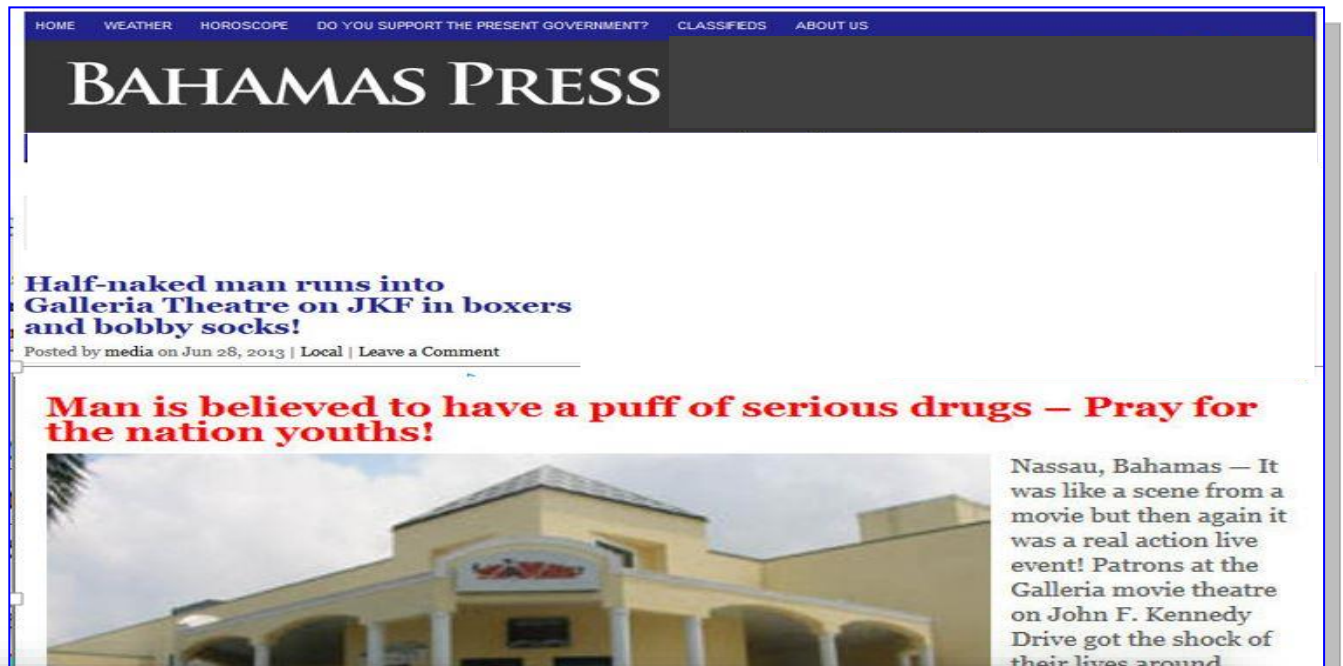 HOME WEATHER HOROSCOPE DO YOU SUPPORT THE PRESENT GOVERNMENT? CLASSIFIEDS ABOUT US
BAHAMAS PRESS
Half-naked man runs into
Galleria Theatre on JKF in boxers
and bobby socks!
Posted by media on Jun 28, 2013 | Local | Leave a Comment
Man is believed to have a puff of serious drugs – Pray for
the nation youths!
Nassau, Bahamas — It
was like a scene from a
movie but then again it
was a real action live
event! Patrons at the
Galleria movie theatre
on John F. Kennedy
Drive got the shock of
their lives around